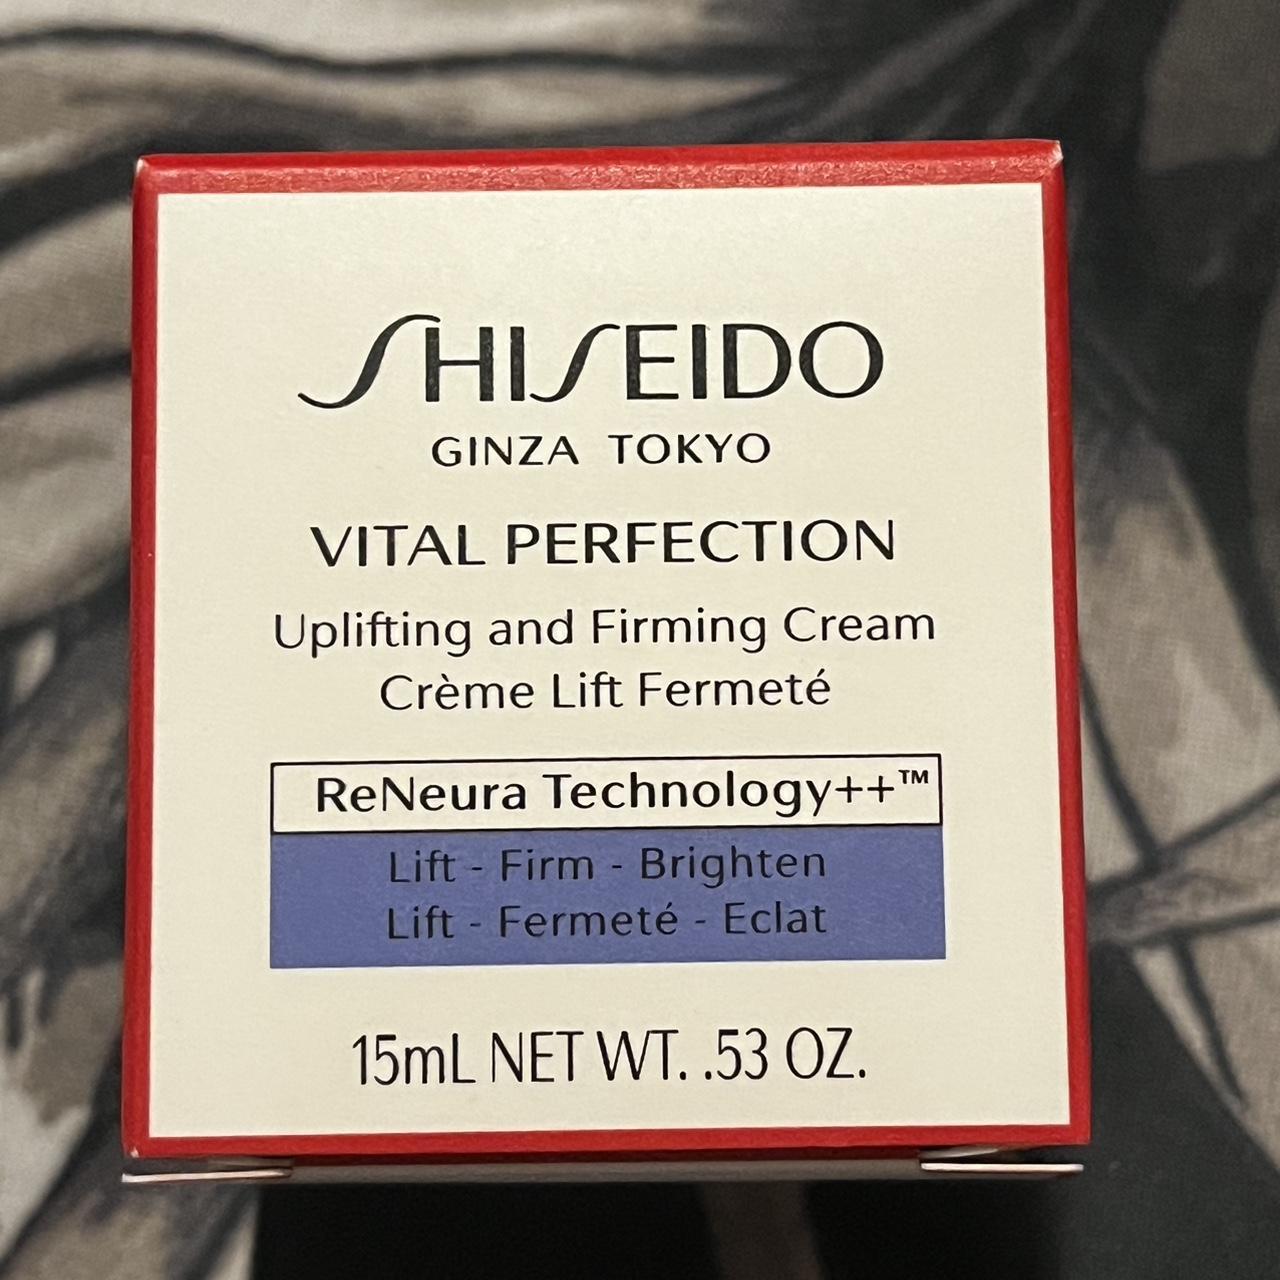 SHISEIDO
GINZA TOKYO
VITAL PERFECTION
Uplifting and Firming Cream
Crème Lift Fermeté
ReNeura Technology++™
Lift - Firm - Brighten
Lift - Fermeté - Eclat
15mL NET WT. .53 OZ.